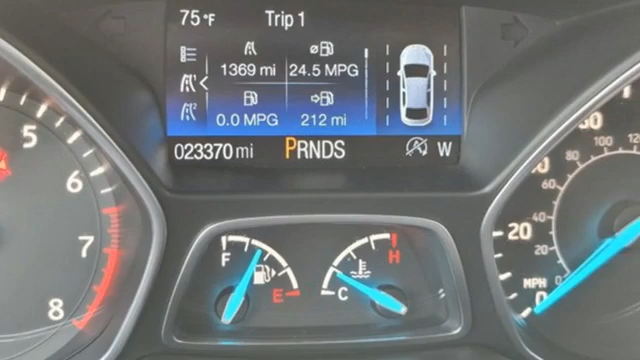 75°F Trip 1
1369 mi 24.5 MPG
0.0 MPG 212 mi
023370 mi PRNDS W
5
6
7
8
F E
H
C
20
MPH 0